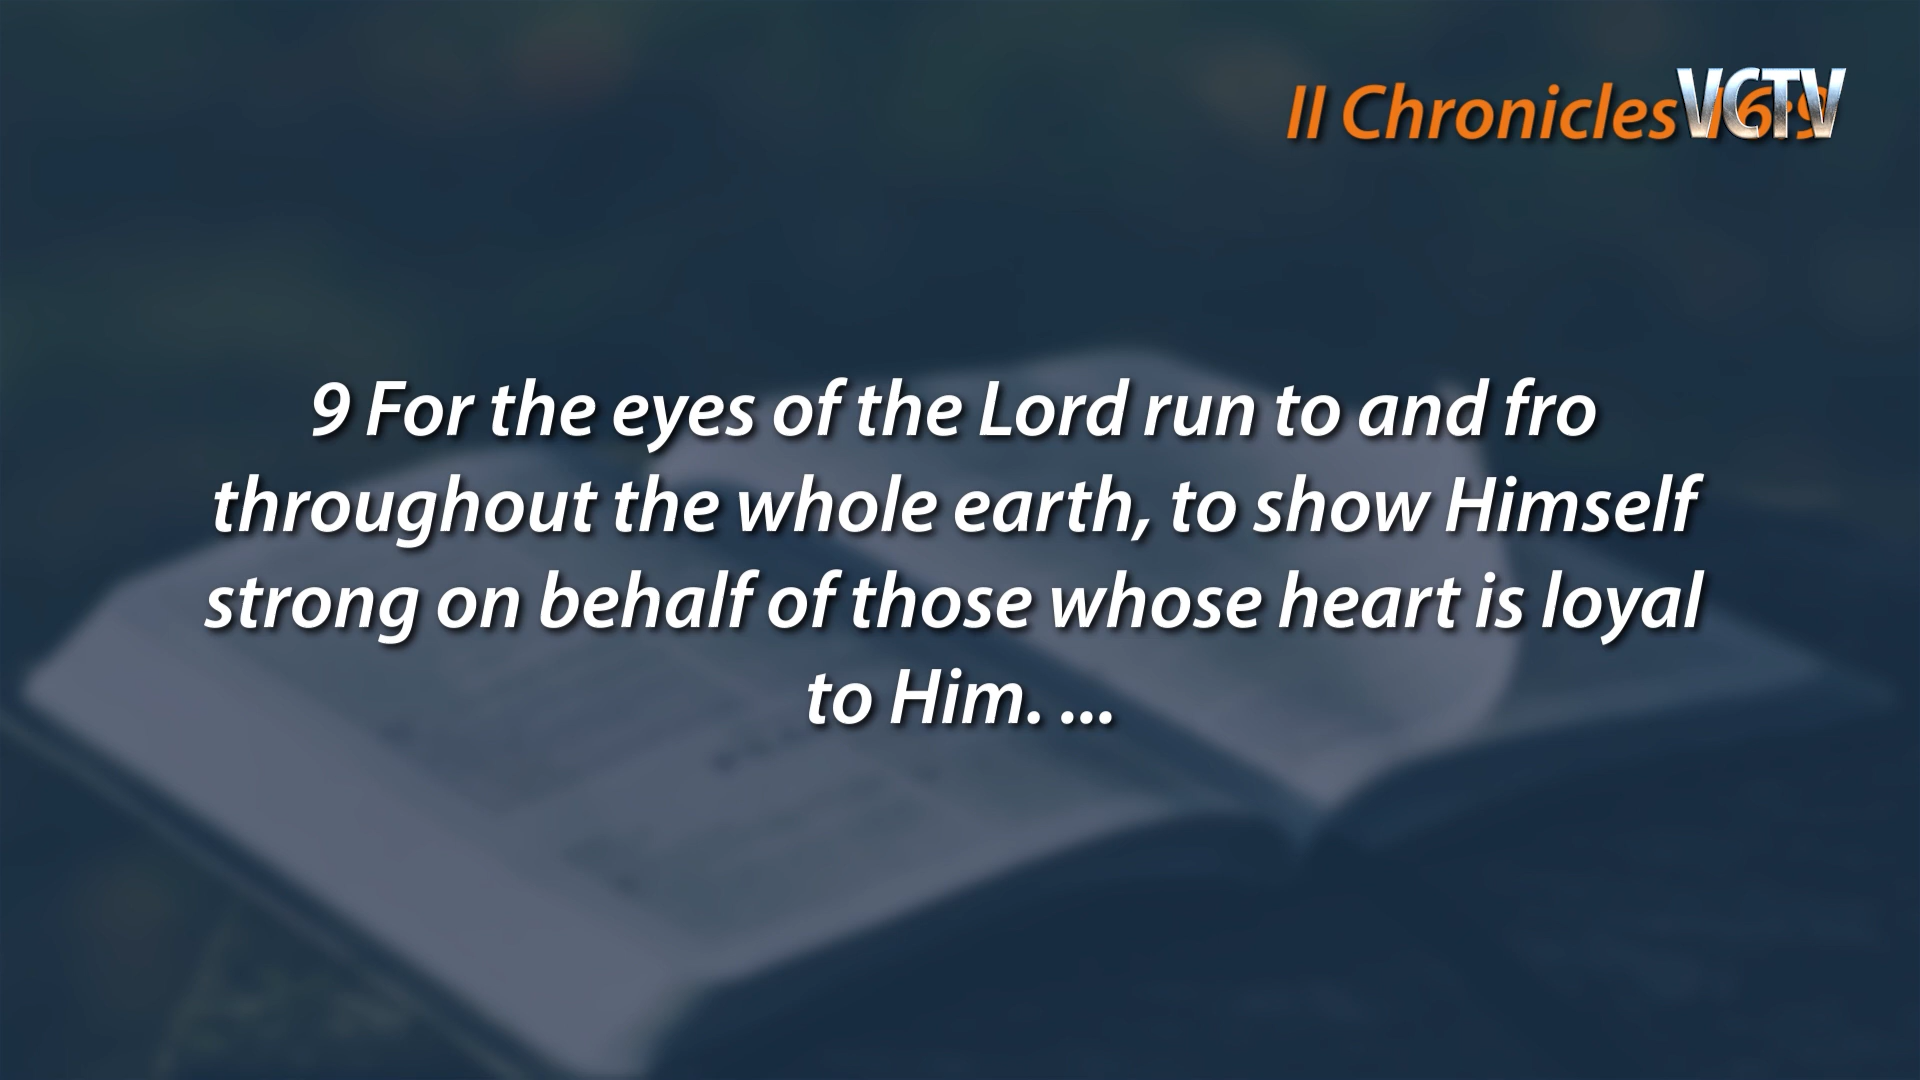 II Chronicles 16:9
VCTV
9 For the eyes of the Lord run to and fro
throughout the whole earth, to show Himself
strong on behalf of those whose heart is loyal
to Him. ...